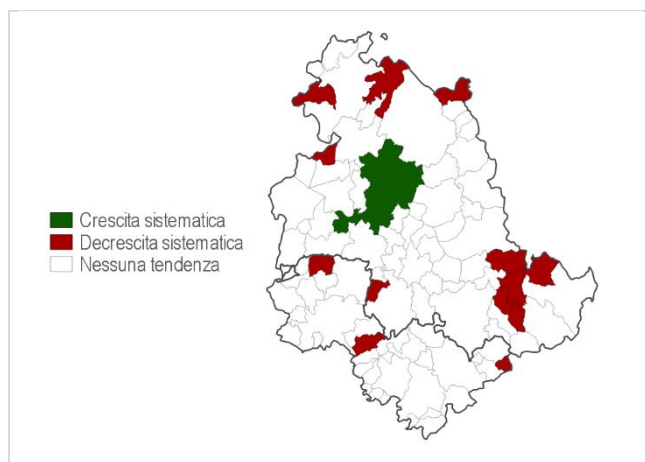 Crescita sistematica
Decrescita sistematica
Nessuna tendenza